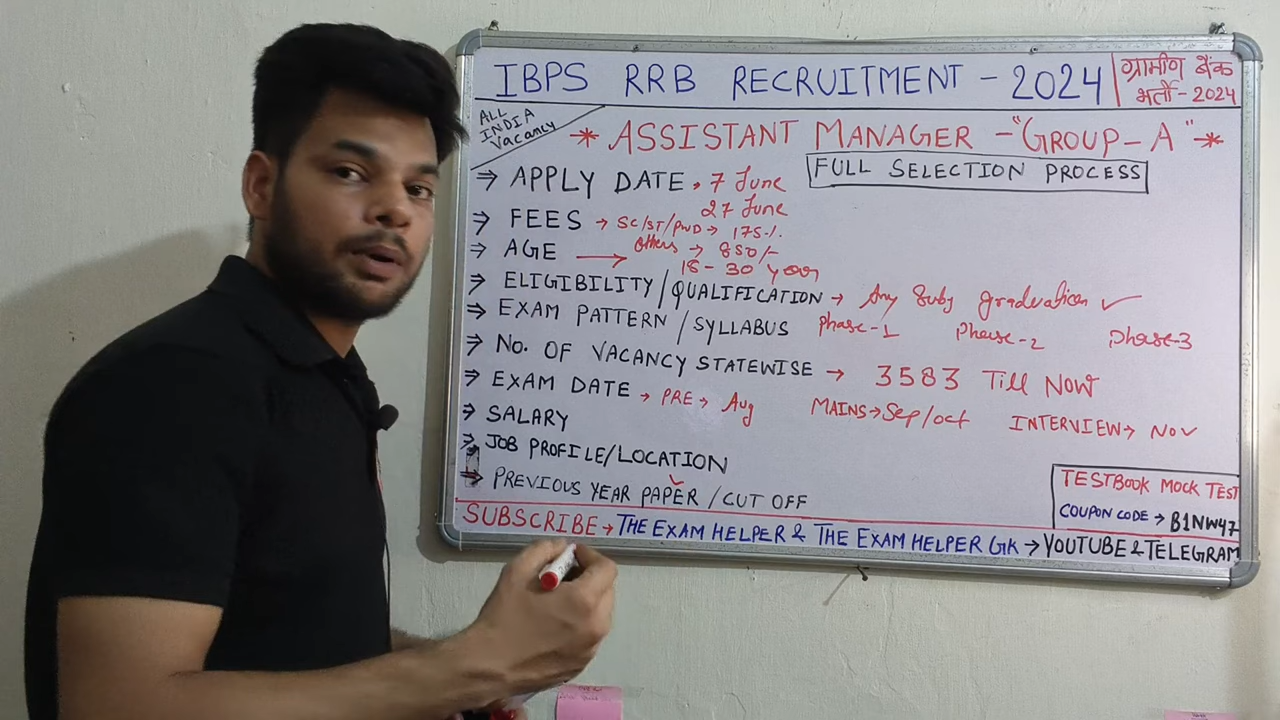 IBPS RRB RECRUITMENT - 2024
ग्रामीण बैंक
भर्ती - 2024
ALL
INDIA
Vacancy
* ASSISTANT MANAGER - "GROUP - A" *
FULL SELECTION PROCESS
⇒ APPLY DATE → 7 June
27 June
⇒ FEES → SC/ST/PWD → 175/-
others → 850/-
⇒ AGE → 18 - 30 year
⇒ ELIGIBILITY / QUALIFICATION → Any Subj graduation ✓
⇒ EXAM PATTERN / SYLLABUS Phase-1 Phase-2 Phase-3
⇒ NO. OF VACANCY STATEWISE → 3583 Till Now
⇒ EXAM DATE → PRE → Aug MAINS → Sep/oct INTERVIEW → Nov
⇒ SALARY
⇒ JOB PROFILE/LOCATION
⇒ PREVIOUS YEAR PAPER / CUT OFF
TESTBOOK MOCK TEST
COUPON CODE → B1NW47
SUBSCRIBE → THE EXAM HELPER & THE EXAM HELPER GK → YOUTUBE & TELEGRAM